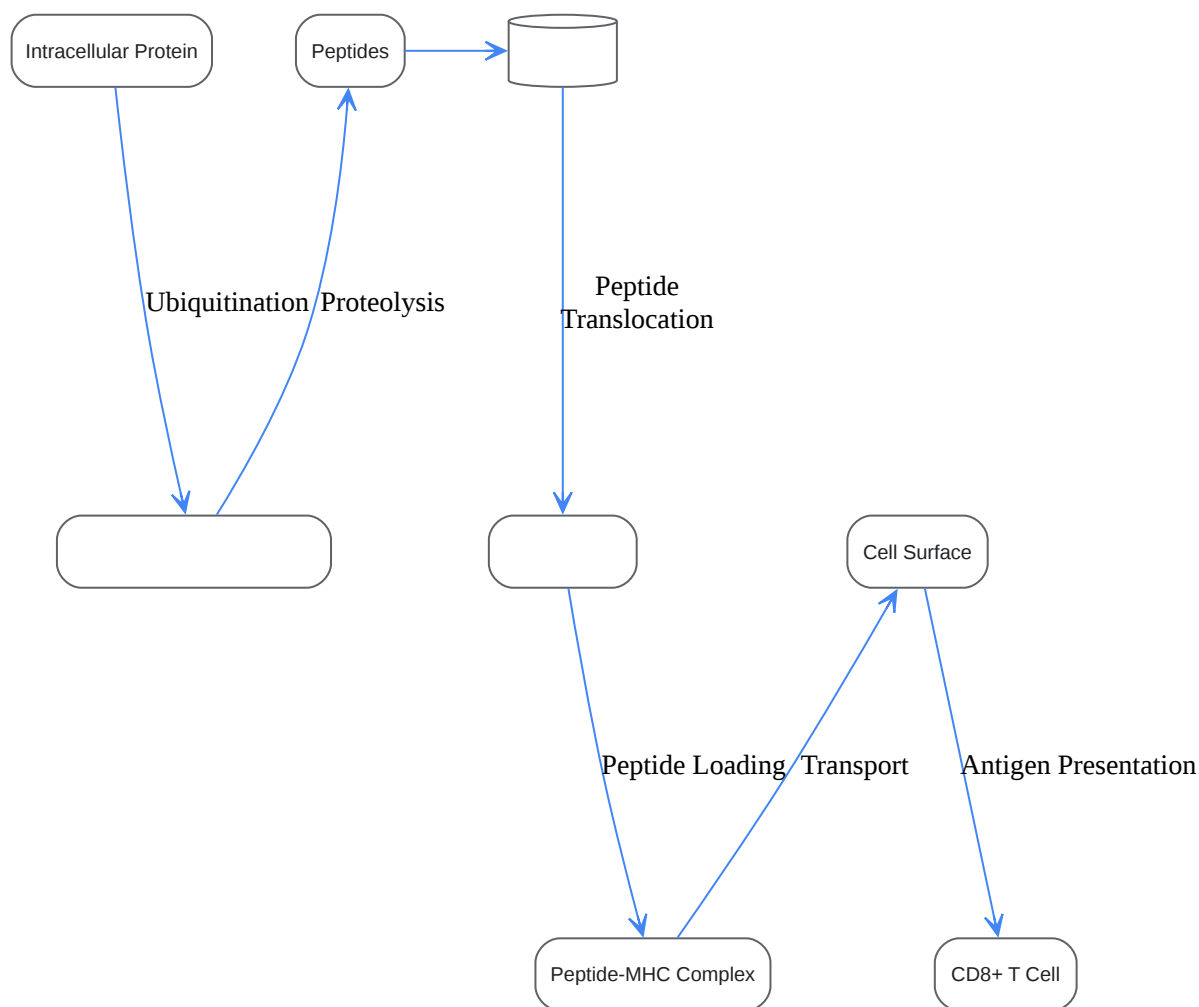 Intracellular Protein
Peptides
Ubiquitination
Proteolysis
Peptide
Translocation
Cell Surface
Peptide Loading
Transport
Antigen Presentation
Peptide-MHC Complex
CD8+ T Cell